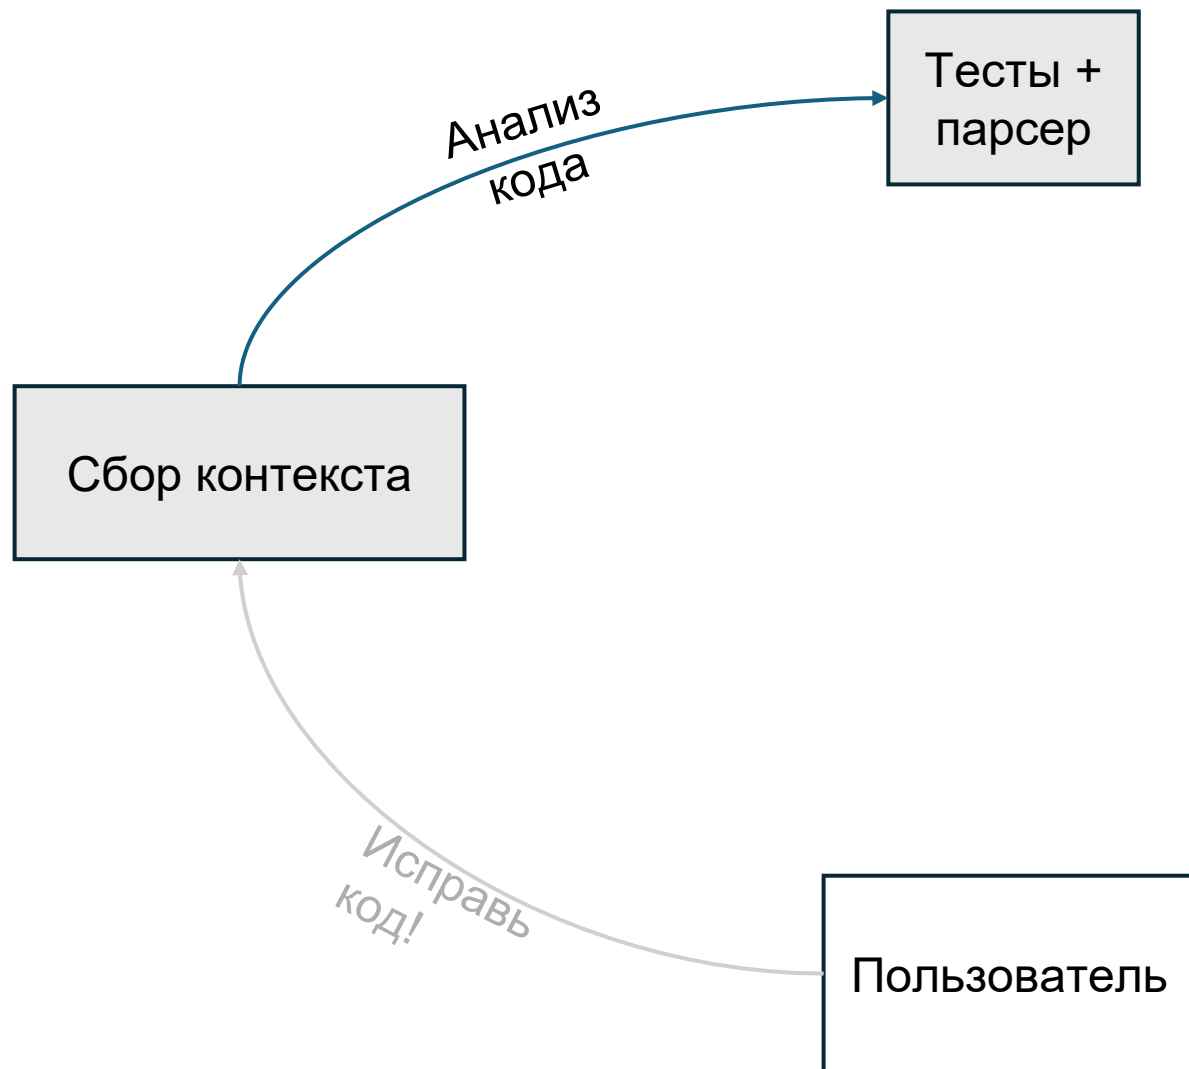 Тесты +
парсер
Анализ
кода
Сбор контекста
Исправь
код!
Пользователь